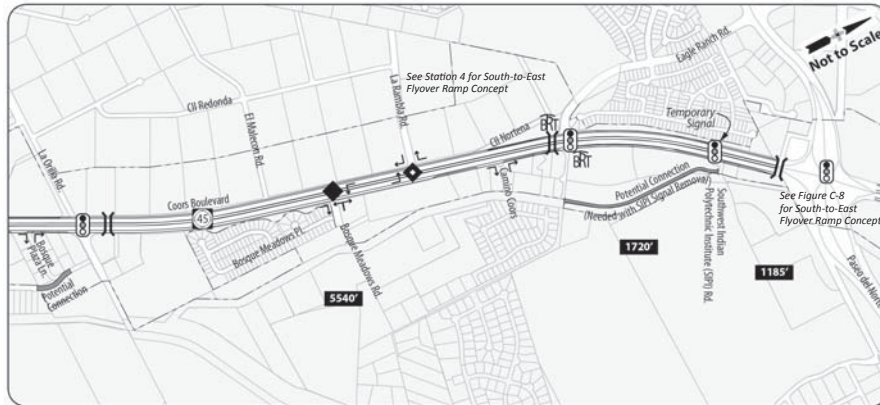 Not to Scale
Eagle Ranch Rd.
See Station 4 for South-to-East
Flyover Ramp Concept
La Rambla Rd.
Cll Redonda
El Malecon Rd.
La Orilla Rd.
Cll Nortena
BRT
BRT
Temporary
Signal
Coors Boulevard
45
Camino Coors
Potential Connection
(Needed with SIPI Signal Removal)
Southwest Indian
Polytechnic Institute (SIPI) Rd.
See Figure C-8
for South-to-East
Flyover Ramp Concept
Bosque
Plaza Ln.
Potential
Connection
Bosque Meadows Pl.
Bosque Meadows Rd.
1720'
1185'
5540'
Paseo del Norte